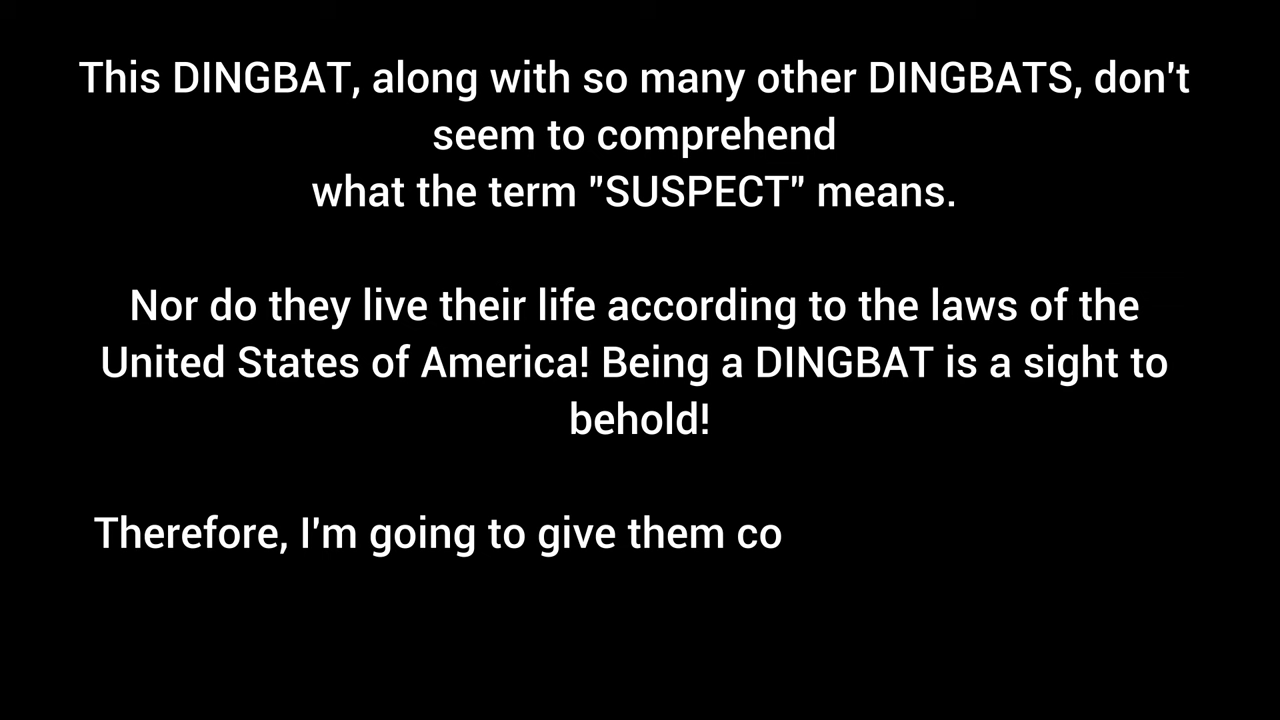 This DINGBAT, along with so many other DINGBATS, don't
seem to comprehend
what the term "SUSPECT" means.
Nor do they live their life according to the laws of the
United States of America! Being a DINGBAT is a sight to
behold!
Therefore, I'm going to give them co